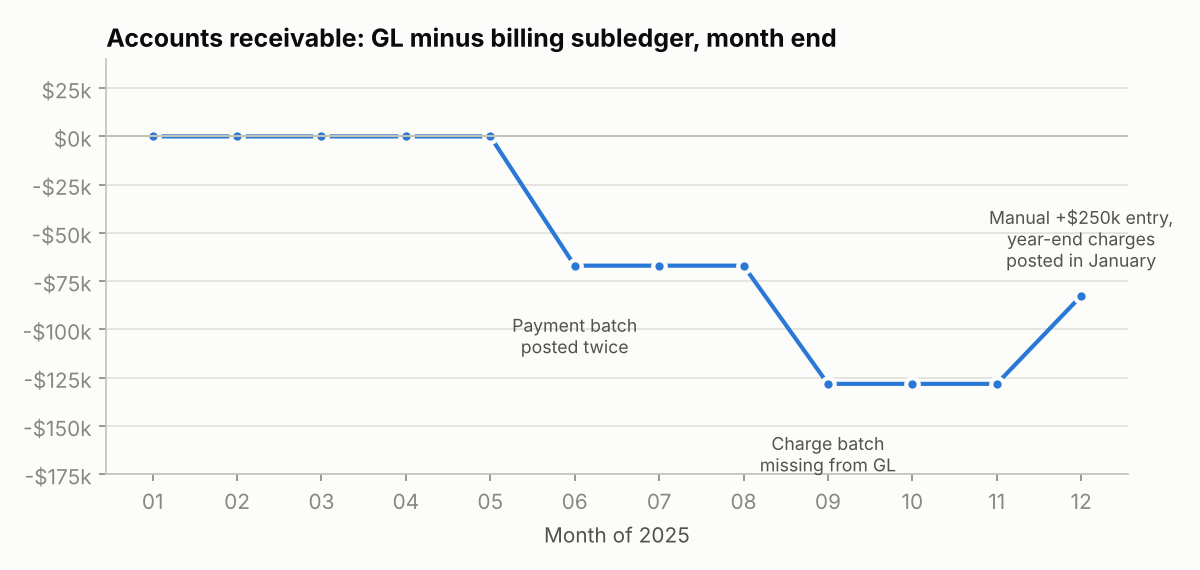 Accounts receivable: GL minus billing subledger, month end
$25k
$0k
-$25k
-$50k
-$75k
-$100k
-$125k
-$150k
-$175k
Manual +$250k entry,
year-end charges
posted in January
Payment batch
posted twice
Charge batch
missing from GL
01 02 03 04 05 06 07 08 09 10 11 12
Month of 2025